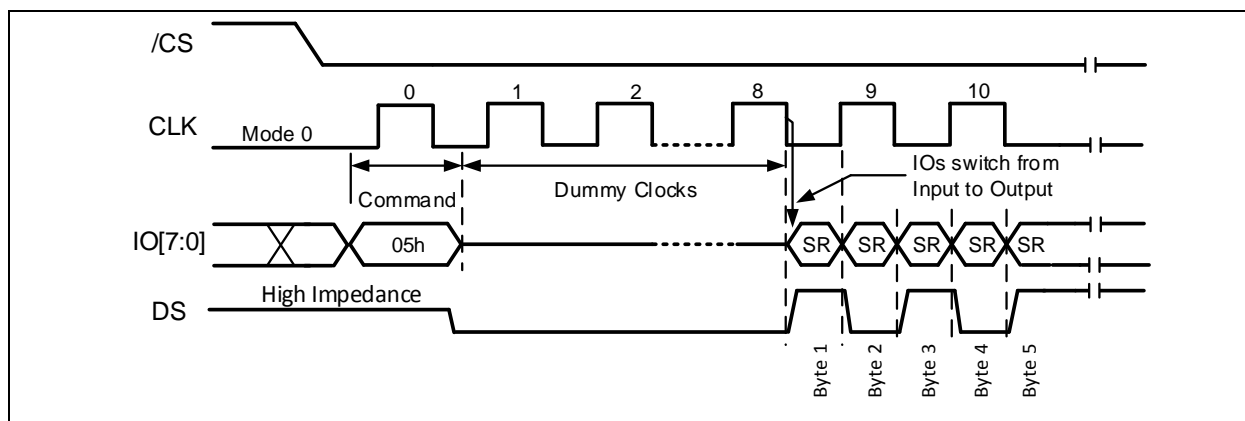 /CS
0 1 2 8 9 10
CLK
Mode 0
IOs switch from
Input to Output
Command
Dummy Clocks
IO[7:0]
05h
SR SR SR SR SR
High Impedance
DS
Byte 1
Byte 2
Byte 3
Byte 4
Byte 5